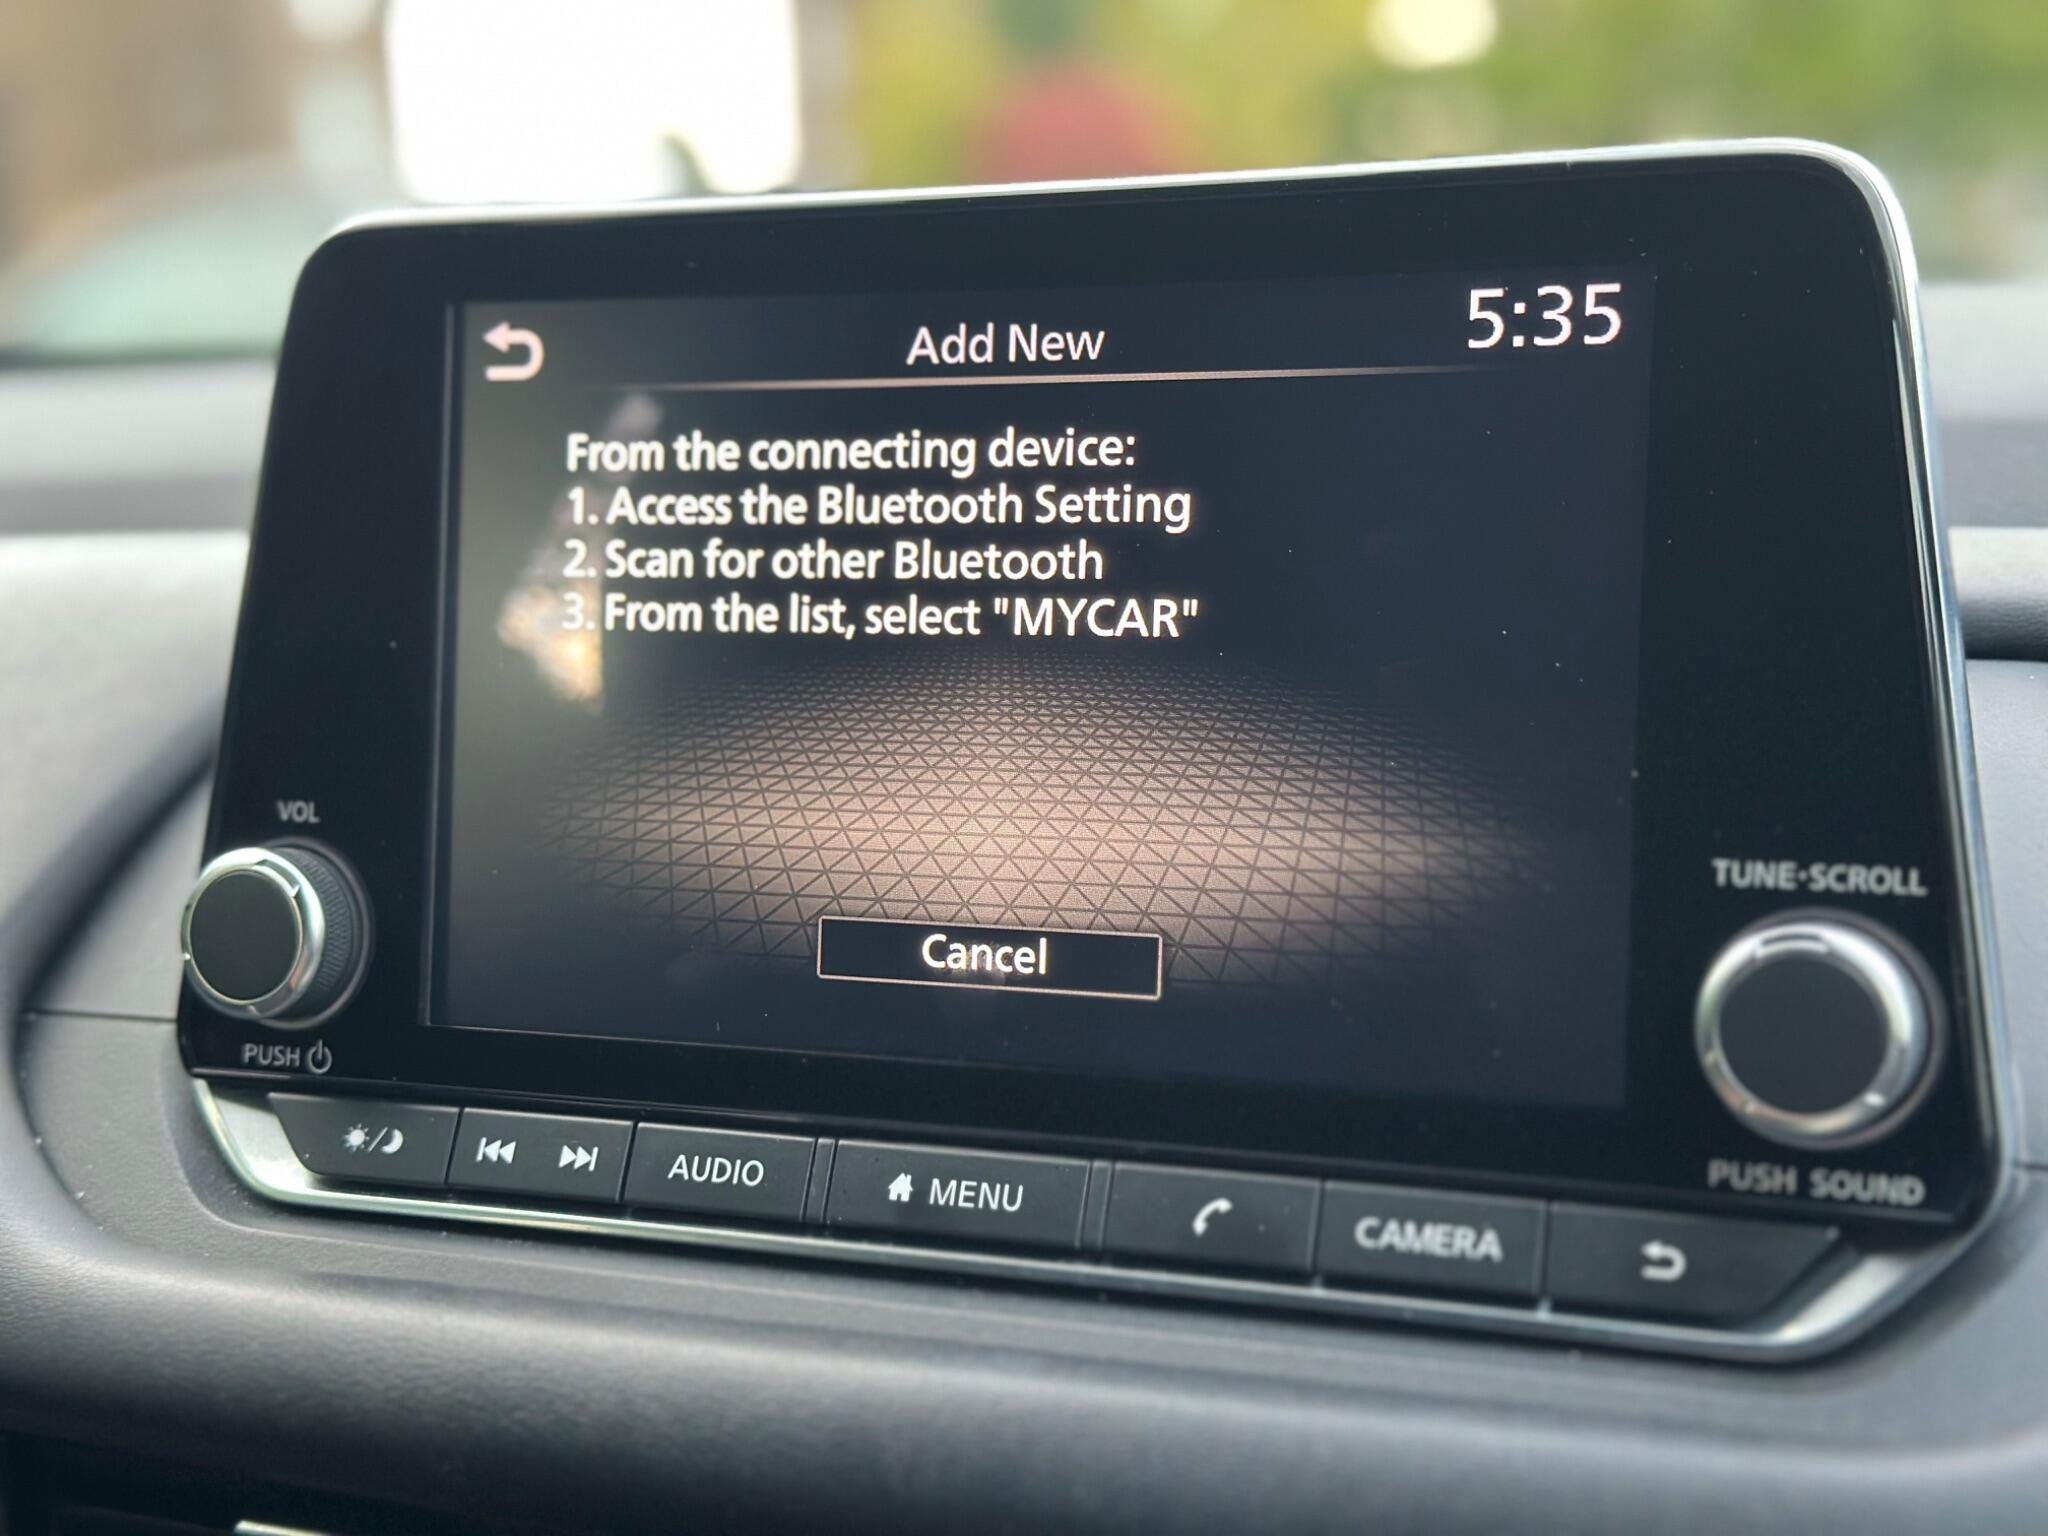 Add New
5:35
From the connecting device:
1. Access the Bluetooth Setting
2. Scan for other Bluetooth
3. From the list, select "MYCAR"
Cancel
VOL
PUSH
TUNE·SCROLL
PUSH SOUND
AUDIO
MENU
CAMERA